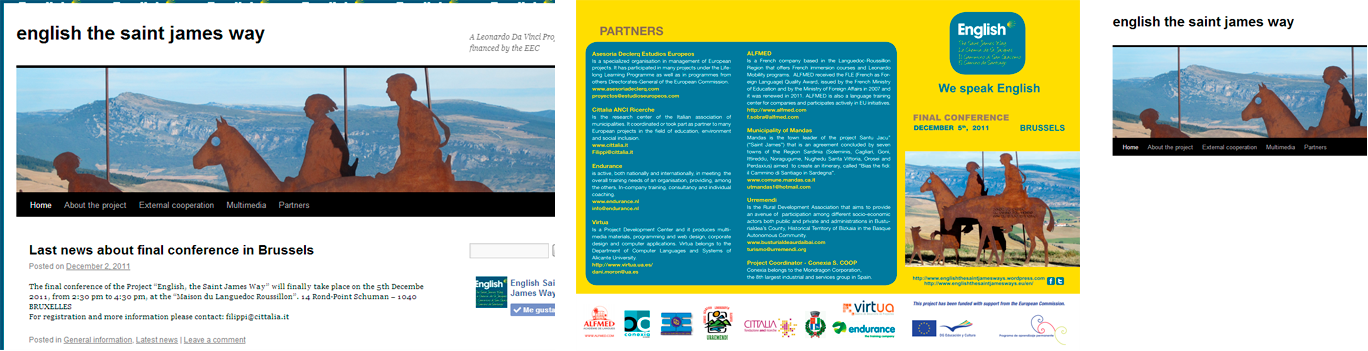 english the saint james way
A Leonardo Da Vinci Proj
financed by the EEC
Home About the project External cooperation Multimedia Partners
Last news about final conference in Brussels
Posted on December 2, 2011
The final conference of the Project “English, the Saint James Way” will finally take place on the 5th Decembe
2011, from 2:30 pm to 4:30 pm, at the “Maison du Languedoc Roussillon”. 14 Rond-Point Schuman – 1040
BRUXELLES
For registration and more information please contact: filippi@cittalia.it
Posted in General information, Latest news | Leave a comment
English
English Sai
James Way
Me gusta
PARTNERS
Asesoria Declerq Estudios Europeos
Is a specialized organisation in management of European
projects. It has participated in many projects under the Life-
long Learning Programme as well as in programmes from
others Directorates-General of the European Commission
www.asesoriadeclerq.com
proyectos@estudioseuropeos.com
Cittalia ANCI Ricerche
Is the research center of the Italian association of
municipalities. It coordinated or took part as partner to many
European projects in the field of education, environment
and social inclusion.
www.cittalia.it
Filippi@cittalia.it
Endurance
is active, both nationally and internationally, in meeting the
overall training needs of an organisation, providing, among
the others, In-company training, consultancy and individual
coaching.
www.endurance.nl
info@endurance.nl
Virtua
Is a Project Development Center and it produces multi-
media materials, programming and web design, corporate
design and computer applications. Virtua belongs to the
Department of Computer Languages and Systems of
Alicante University.
http://www.virtua.ua.es/
dani.moron@ua.es
ALFMED
Is a French company based in the Languedoc-Roussillon
Region that offers French immersion courses and Leonardo
Mobility programs. ALFMED received the FLE (French as For-
eign Language) Quality Award, issued by the French Ministry
of Education and by the Ministry of Foreign Affairs in 2007 and
it was renewed in 2011. ALFMED is also a language training
center for companies and participates actively in EU initiatives.
http://www.alfmed.com
f.sobra@alfmed.com
Municipality of Mandas
Mandas is the town leader of the project Santu Jacu”
(“Saint James”) that is an agreement concluded by seven
towns of the Region Sardinia (Soleminis, Cagliari, Goni,
Ittireddu, Noragugume, Nughedu Santa Vittoria, Orosei and
Perdaxius) aimed to create an itinerary, called “Bias the fidi
il Cammino di Santiago in Sardegna”.
www.comune.mandas.ca.it
utmandas1@hotmail.com
Urremendi
Is the Rural Development Association that aims to provide
an avenue of participation among different socio-economic
actors both public and private and administrations in Bustu-
rialdea's County, Historical Territory of Bizkaia in the Basque
Autonomous Community.
www.busturialdeaurdaibai.com
turismo@urremendi.org
Project Coordinator - Conexia S. COOP
Conexia belongs to the Mondragon Corporation,
the 8th largest industrial and services group in Spain.
English
The Saint James Way
We speak English
FINAL CONFERENCE
DECEMBER 5th, 2011 BRUSSELS
http://www.englishthesaintjamesways.wordpress.com
http://www.englishthesaintjamesways.eu/en/
ALFMED
WWW.ALFMED.COM
conexia
URREMENDI
CITTALIA
virtua
endurance
the training company
This project has been funded with support from the European Commission.
DG Educación y Cultura
Programa de aprendizaje permanente
english the saint james way
Home About the project External cooperation Multimedia Partners